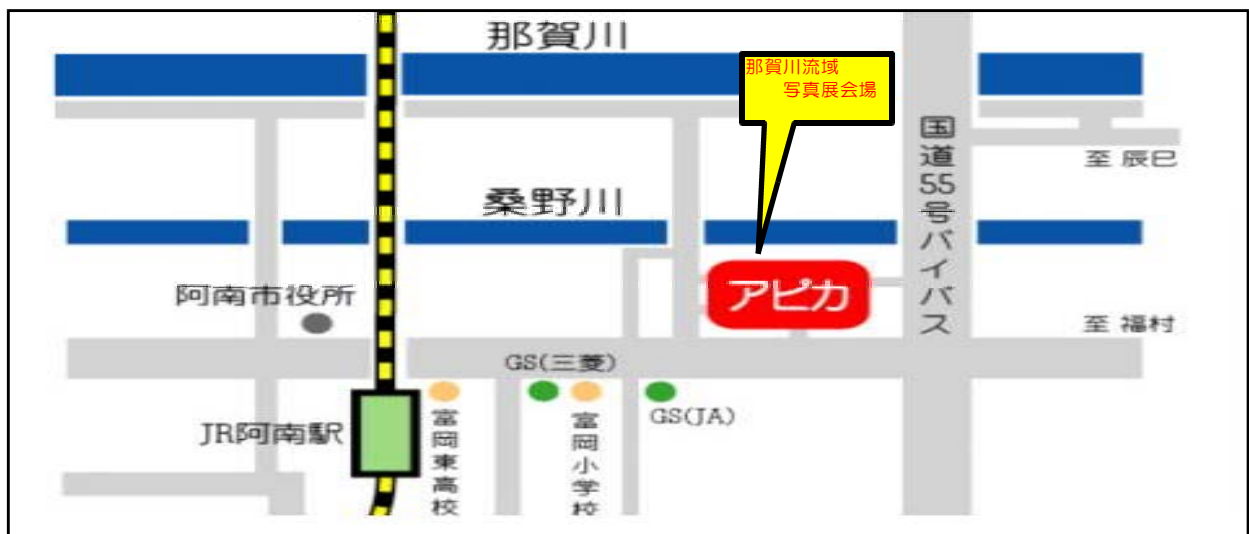 那賀川
那賀川流域
写真展会場
国道55号バイパス
至 辰巳
桑野川
アピカ
阿南市役所
至 福村
GS(三菱)
GS(JA)
JR阿南駅
富岡東高校
富岡小学校